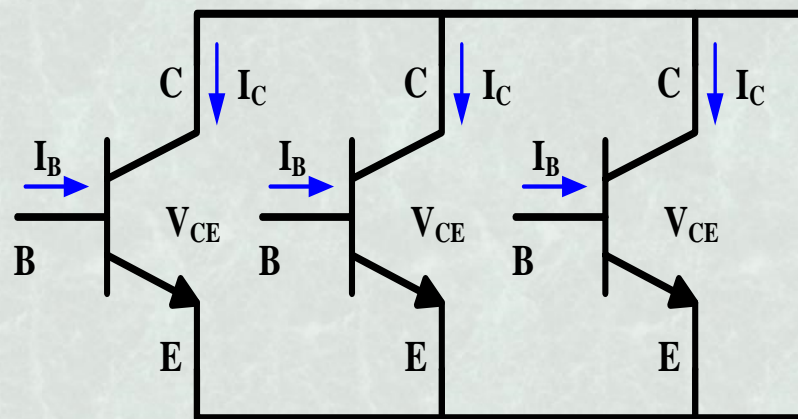 C I_C C I_C C I_C
I_B I_B I_B
V_CE V_CE V_CE
B B B
E E E